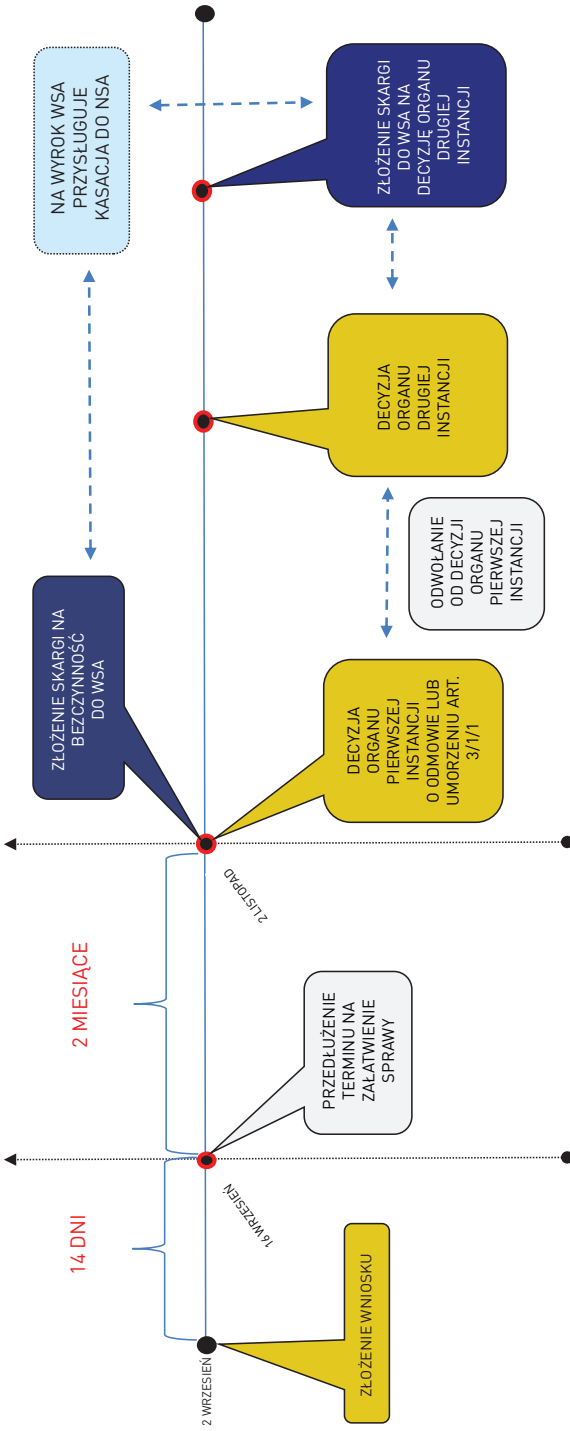 14 DNI
2 MIESIĄCE
ZŁOŻENIE SKARGI NA
BEZCZYNNOŚĆ
DO WSA
NA WYROK WSA
PRZYSŁUGUJE
KASACJA DO NSA
2 WRZESIEŃ
16 WRZESIEŃ
2 LISTOPAD
ZŁOŻENIE WNIOSKU
PRZEDŁUŻENIE
TERMINU NA
ZAŁATWIENIE
SPRAWY
DECYZJA
ORGANU
PIERWSZEJ
INSTANCJI
O ODMOWIE LUB
UMORZENIU ART.
3/1/1
ODWOŁANIE
OD DECYZJI
ORGANU
PIERWSZEJ
INSTANCJI
DECYZJA
ORGANU
DRUGIEJ
INSTANCJI
ZŁOŻENIE SKARGI
DO WSA NA
DECYZJĘ ORGANU
DRUGIEJ
INSTANCJI